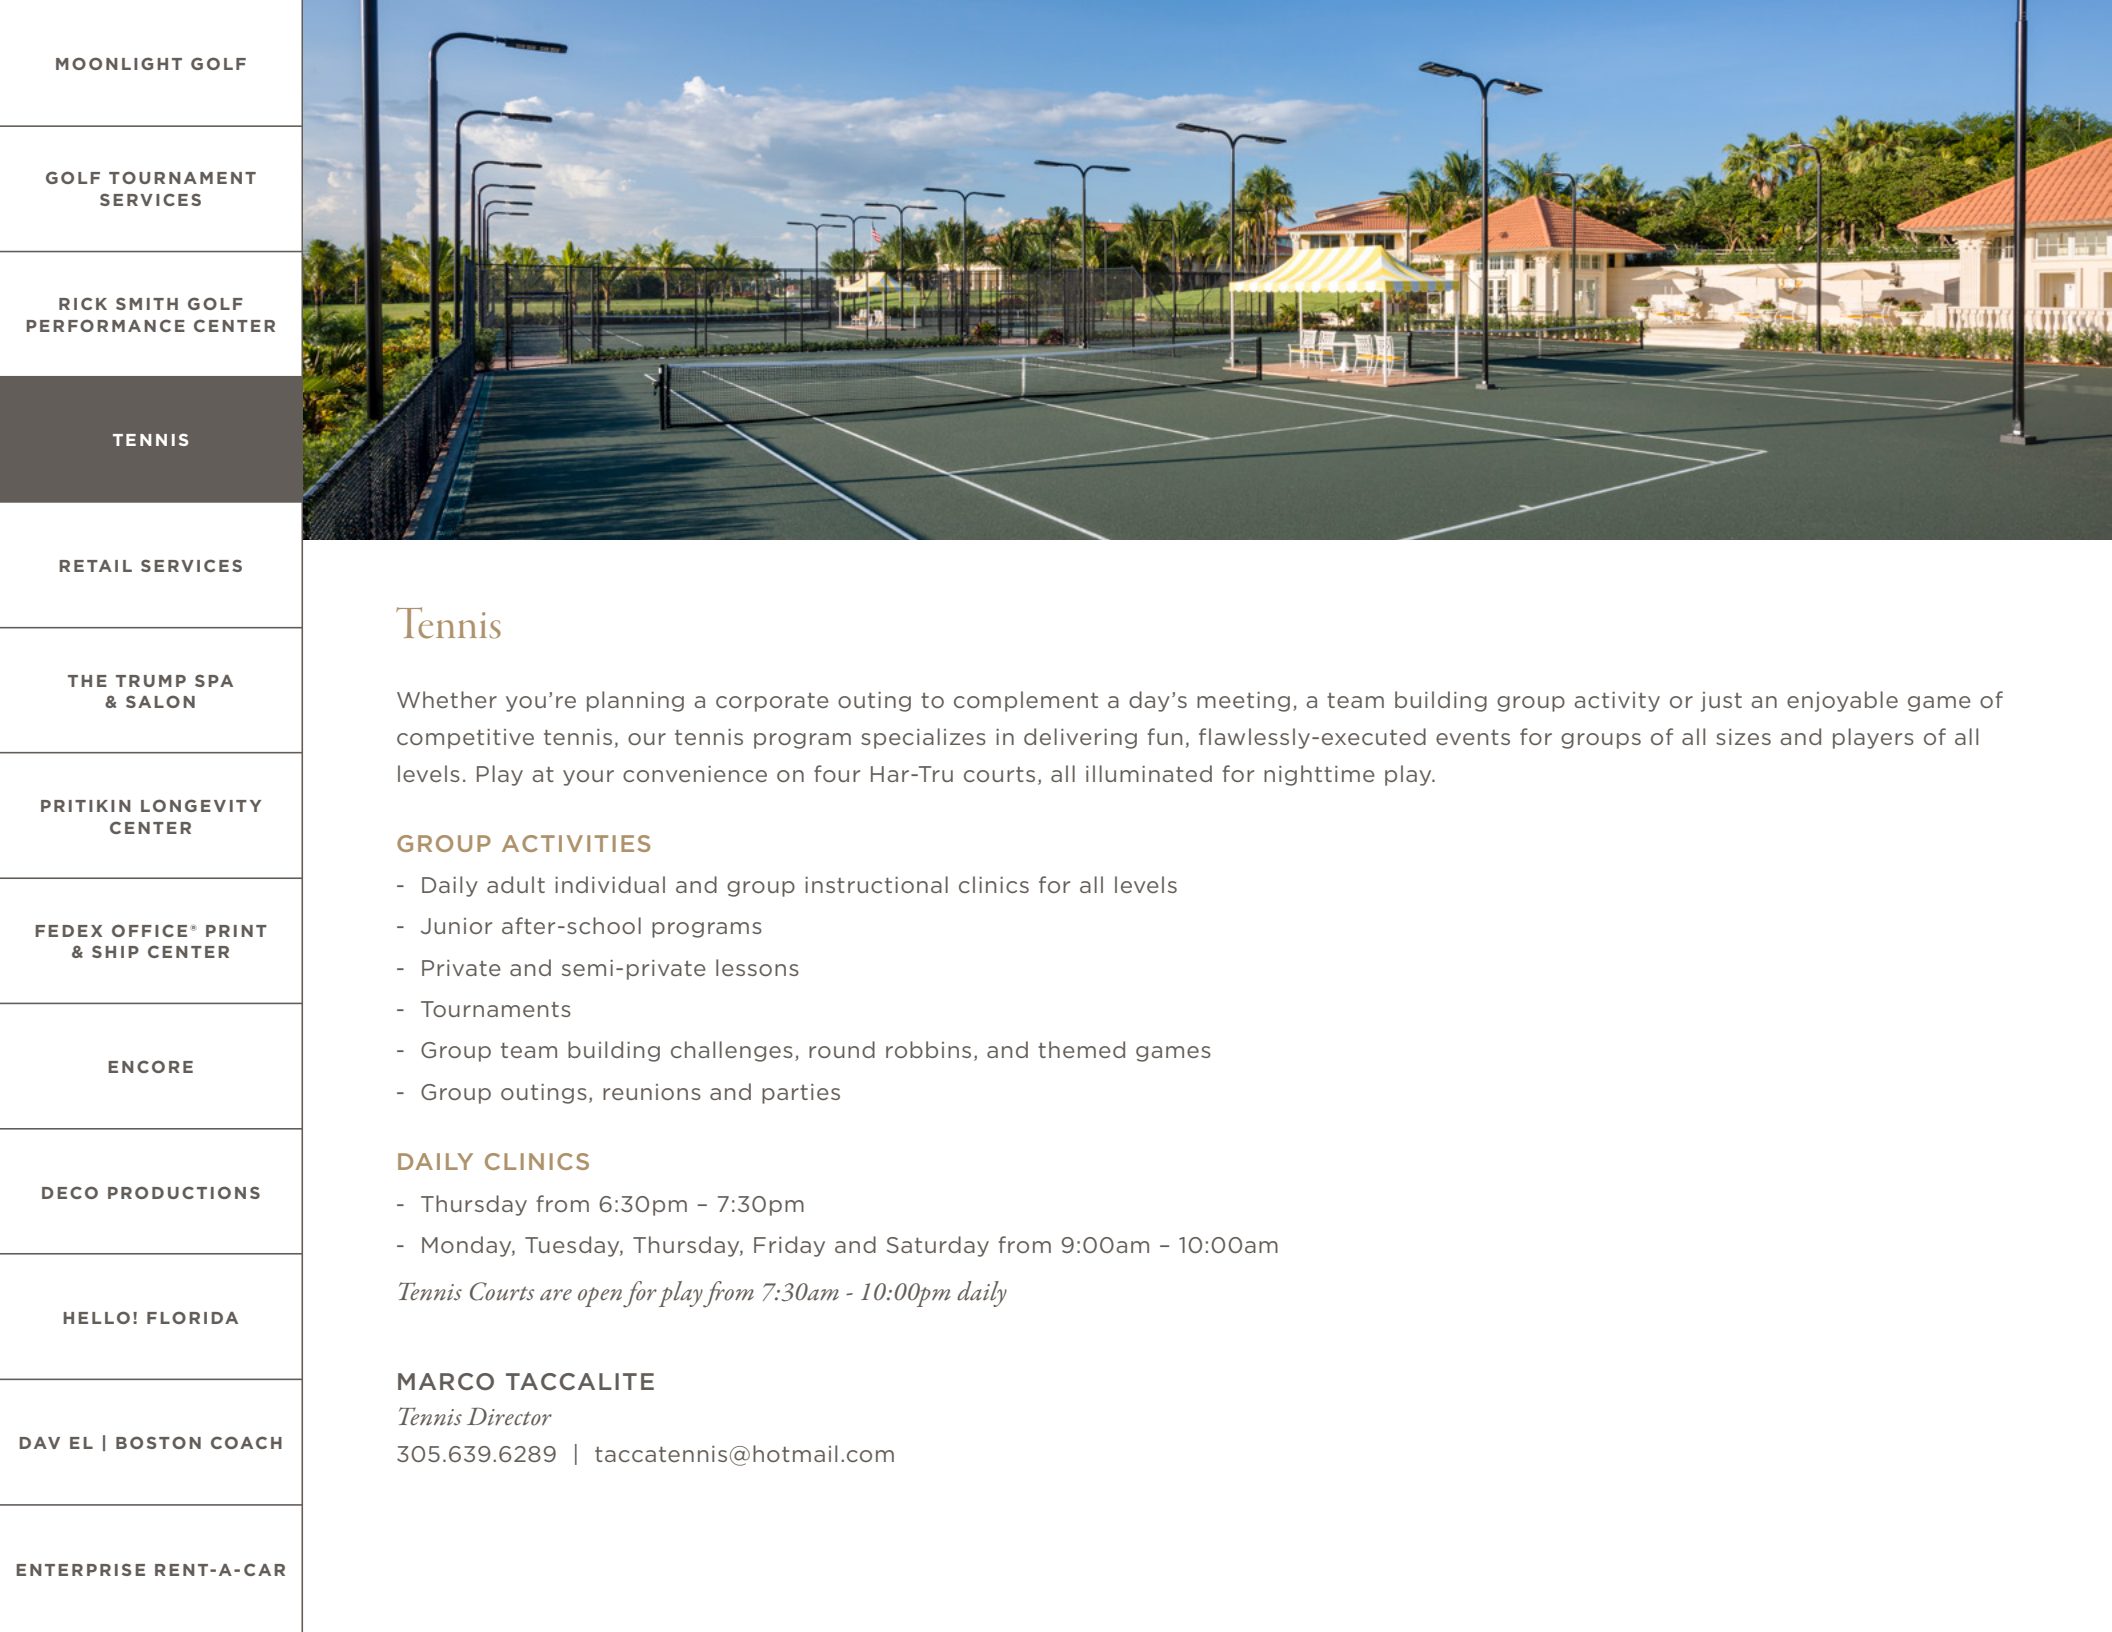 MOONLIGHT GOLF
GOLF TOURNAMENT
SERVICES
RICK SMITH GOLF
PERFORMANCE CENTER
TENNIS
RETAIL SERVICES
THE TRUMP SPA
& SALON
PRITIKIN LONGEVITY
CENTER
FEDEX OFFICE® PRINT
& SHIP CENTER
ENCORE
DECO PRODUCTIONS
HELLO! FLORIDA
DAV EL | BOSTON COACH
ENTERPRISE RENT-A-CAR
Tennis
Whether you’re planning a corporate outing to complement a day’s meeting, a team building group activity or just an enjoyable game of
competitive tennis, our tennis program specializes in delivering fun, flawlessly-executed events for groups of all sizes and players of all
levels. Play at your convenience on four Har-Tru courts, all illuminated for nighttime play.
GROUP ACTIVITIES
- Daily adult individual and group instructional clinics for all levels
- Junior after-school programs
- Private and semi-private lessons
- Tournaments
- Group team building challenges, round robbins, and themed games
- Group outings, reunions and parties
DAILY CLINICS
- Thursday from 6:30pm – 7:30pm
- Monday, Tuesday, Thursday, Friday and Saturday from 9:00am – 10:00am
Tennis Courts are open for play from 7:30am - 10:00pm daily
MARCO TACCALITE
Tennis Director
305.639.6289 | taccatennis@hotmail.com